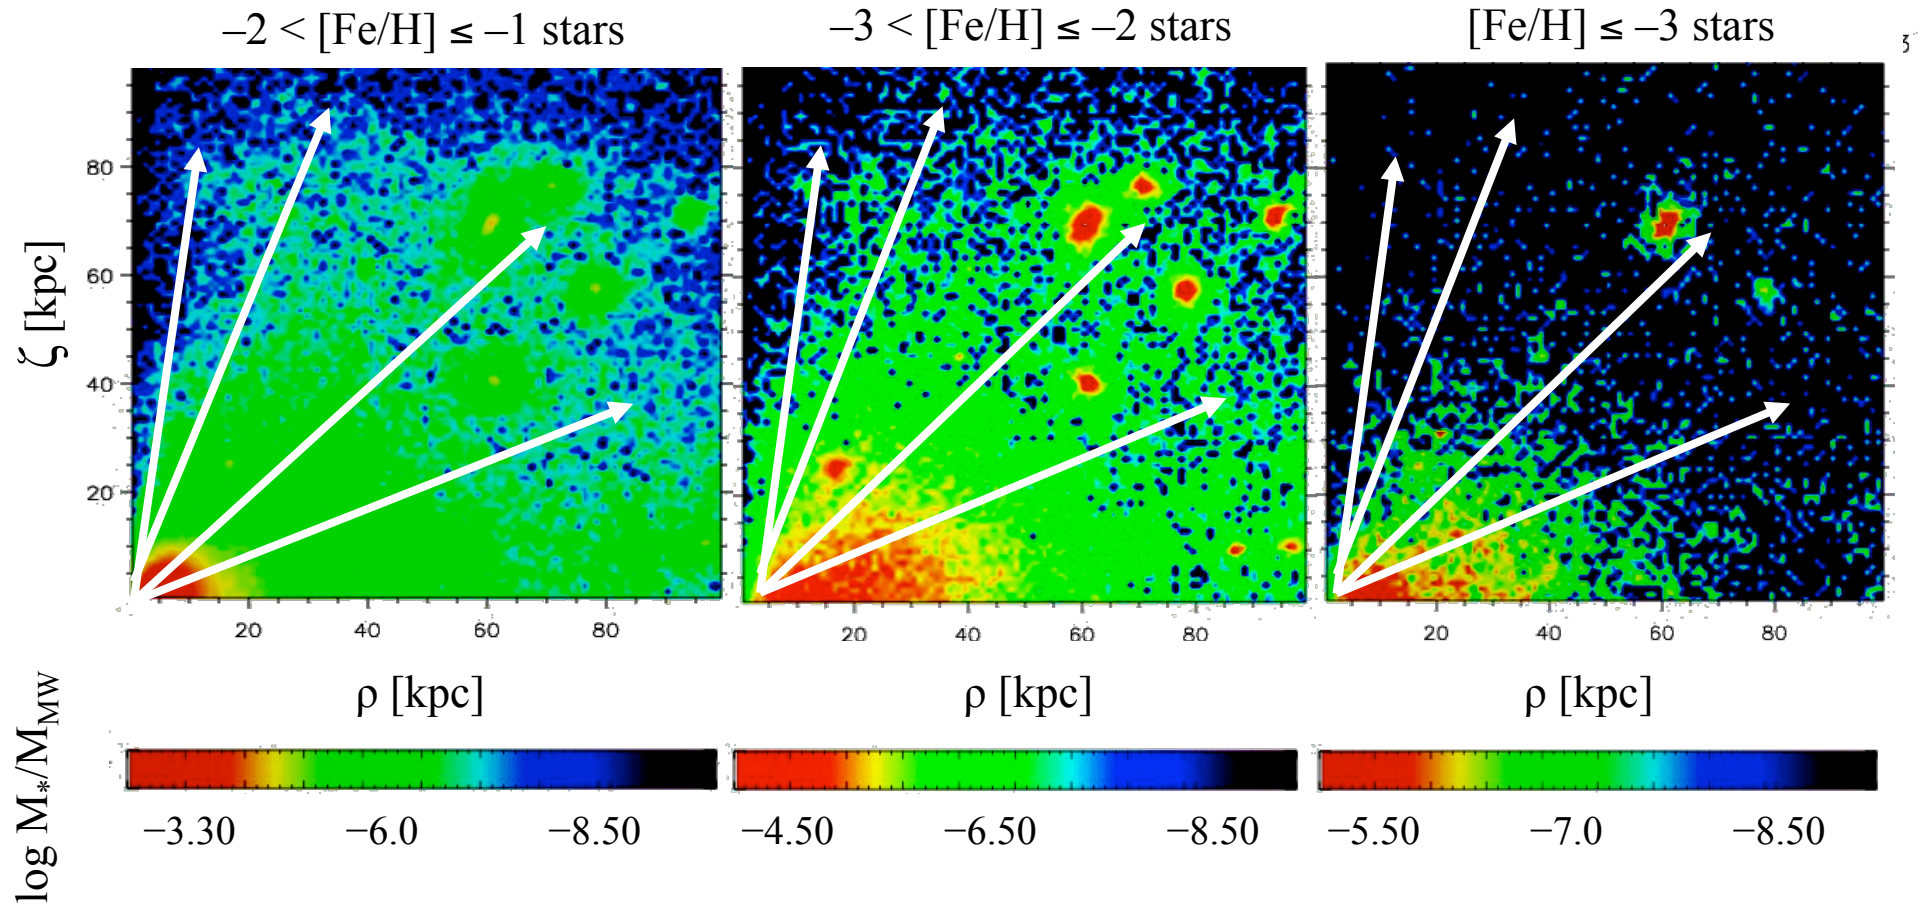 −2 < [Fe/H] ≤ −1 stars
−3 < [Fe/H] ≤ −2 stars
[Fe/H] ≤ −3 stars
3
ζ [kpc]
80
60
40
20
20 40 60 80
20 40 60 80
20 40 60 80
ρ [kpc]
ρ [kpc]
ρ [kpc]
log M*/MMW
−3.30 −6.0 −8.50
−4.50 −6.50 −8.50
−5.50 −7.0 −8.50